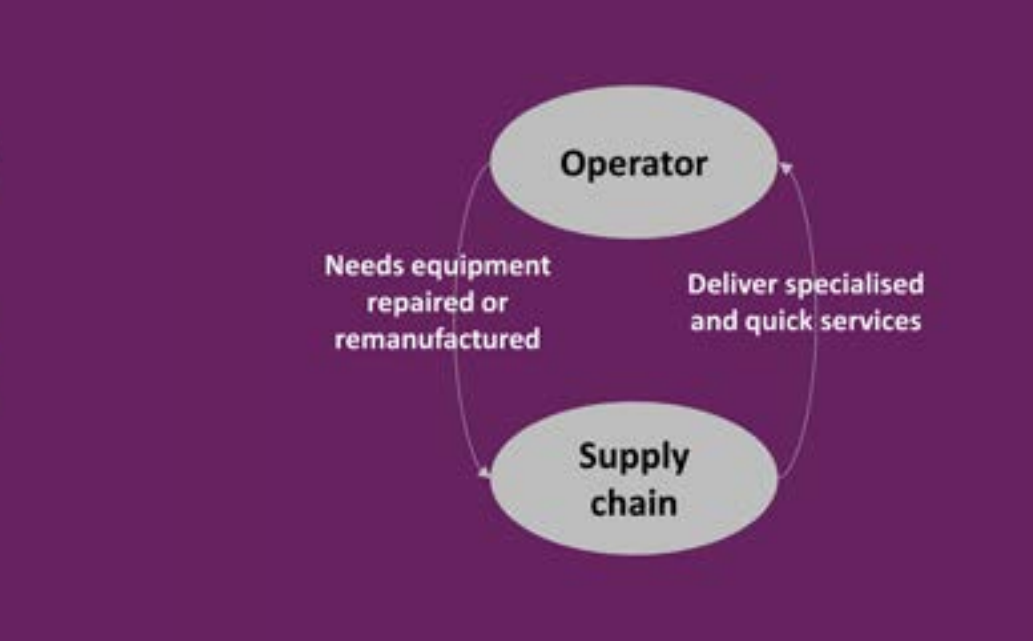 Operator
Needs equipment
repaired or
remanufactured
Deliver specialised
and quick services
Supply
chain